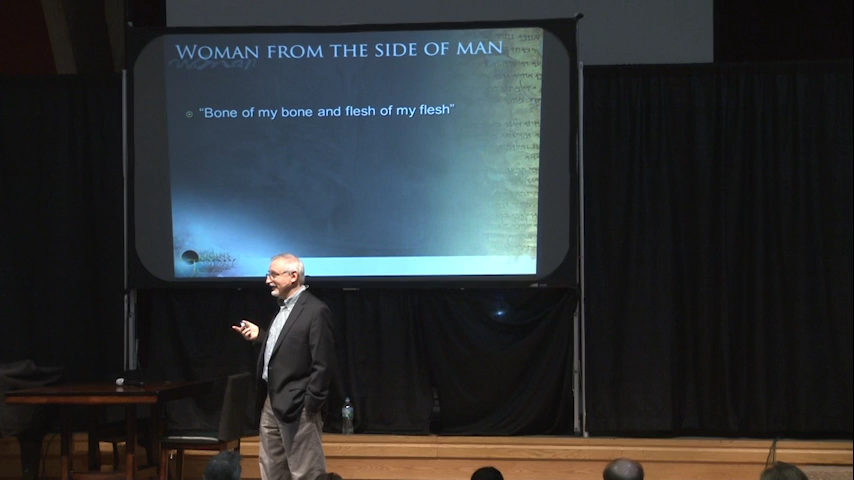 WOMAN FROM THE SIDE OF MAN
"Bone of my bone and flesh of my flesh"